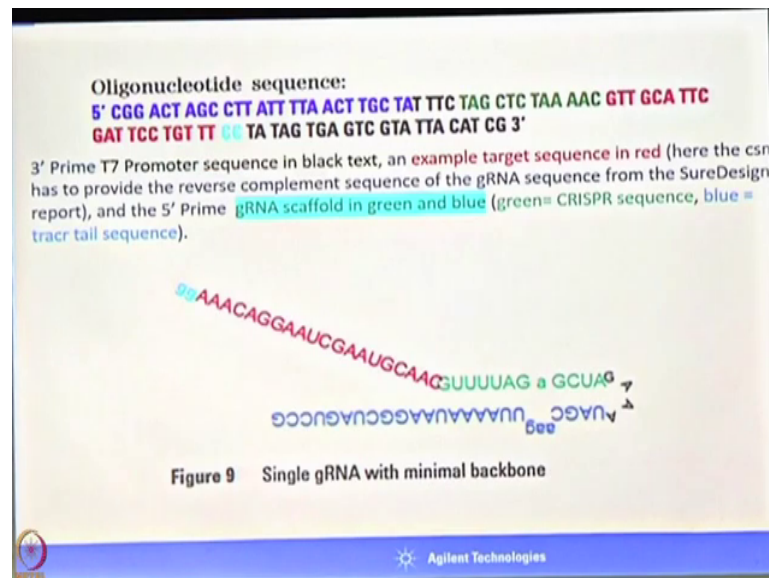 Oligonucleotide sequence:
5' CGG ACT AGC CTT ATT TTA ACT TGC TAT TTC TAG CTC TAA AAC GTT GCA TTC
GAT TCC TGT TT CC TA TAG TGA GTC GTA TTA CAT CG 3'
3' Prime T7 Promoter sequence in black text, an example target sequence in red (here the csm
has to provide the reverse complement sequence of the gRNA sequence from the SureDesign
report), and the 5' Prime gRNA scaffold in green and blue (green= CRISPR sequence, blue =
tracr tail sequence).
ggAAACAGGAAUCGAAUGCAACGUUUUAG a GCUAG
A
A
AUAGC aag UUAAAAUAAGGCUAGUCCG
Figure 9 Single gRNA with minimal backbone
Agilent Technologies